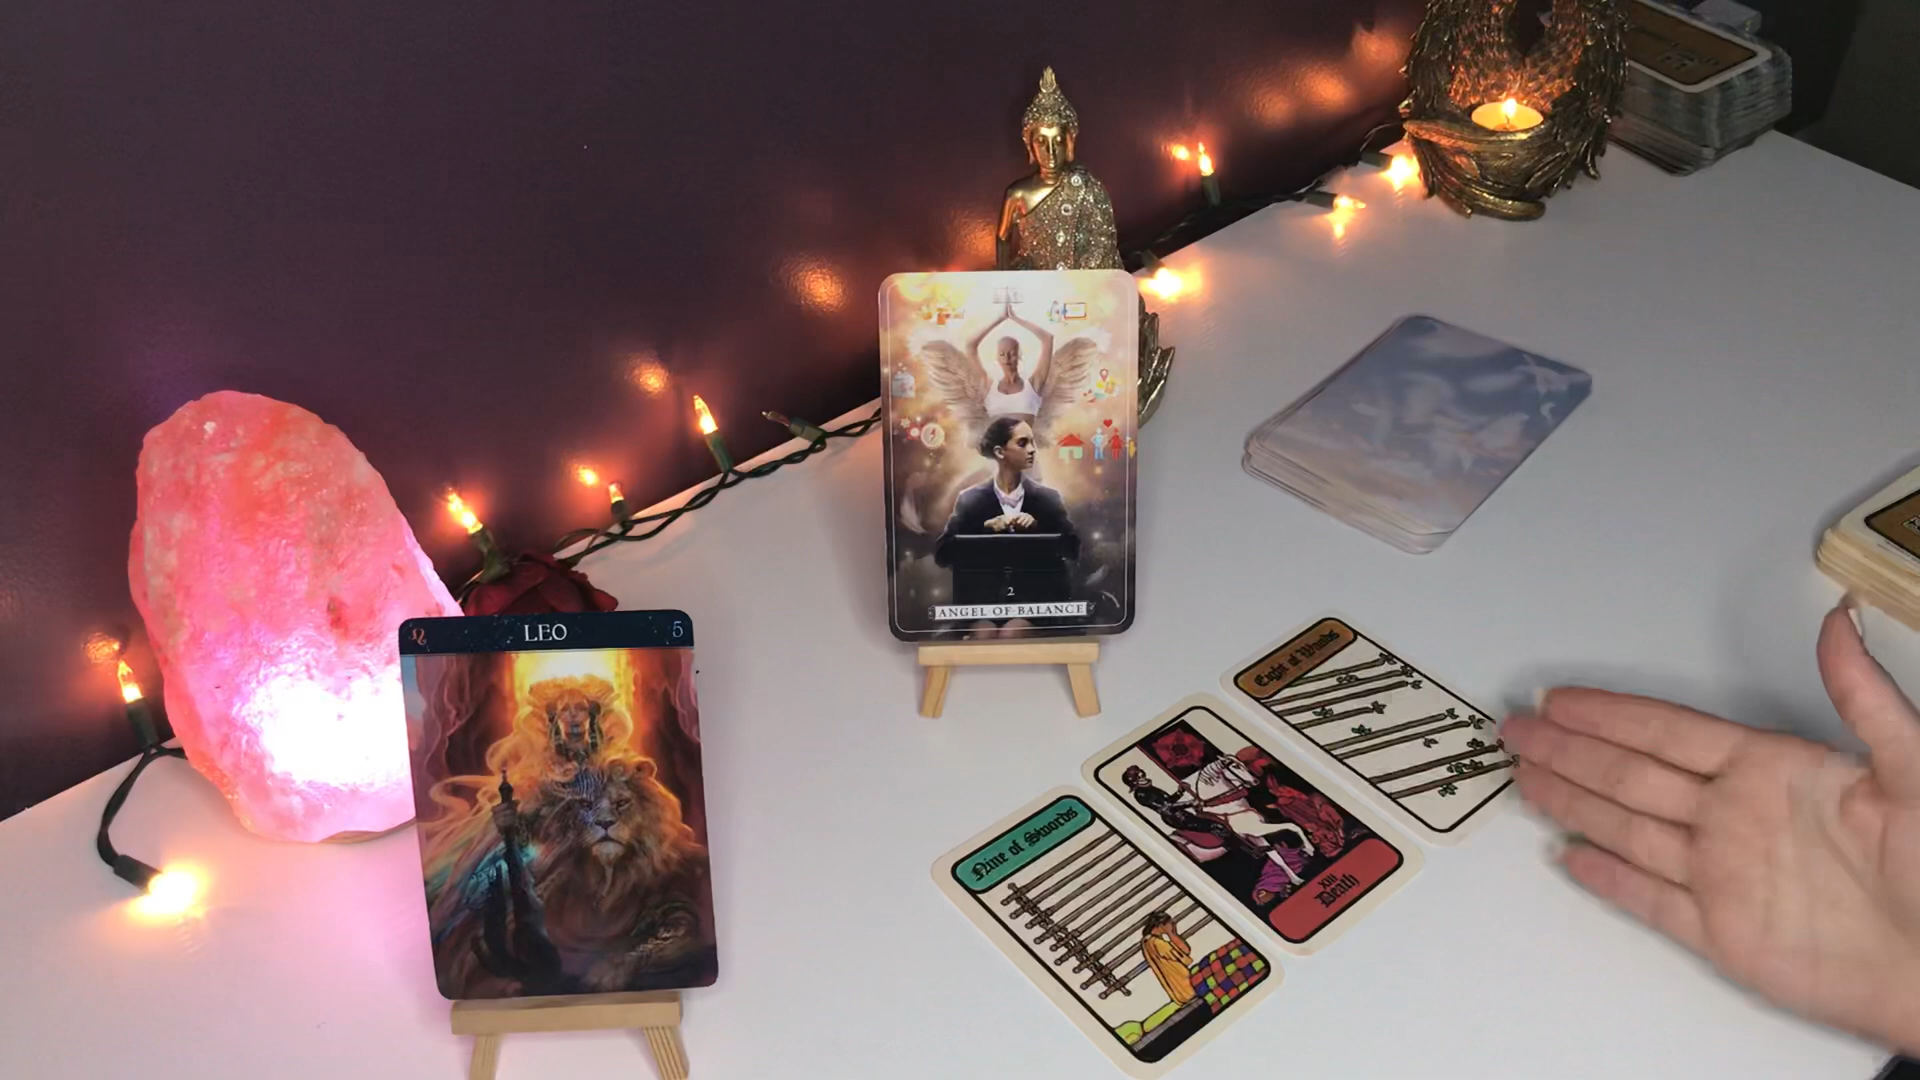 LEO 5
2
ANGEL OF BALANCE
Eight of Wands
XIII
Death
Nine of Swords